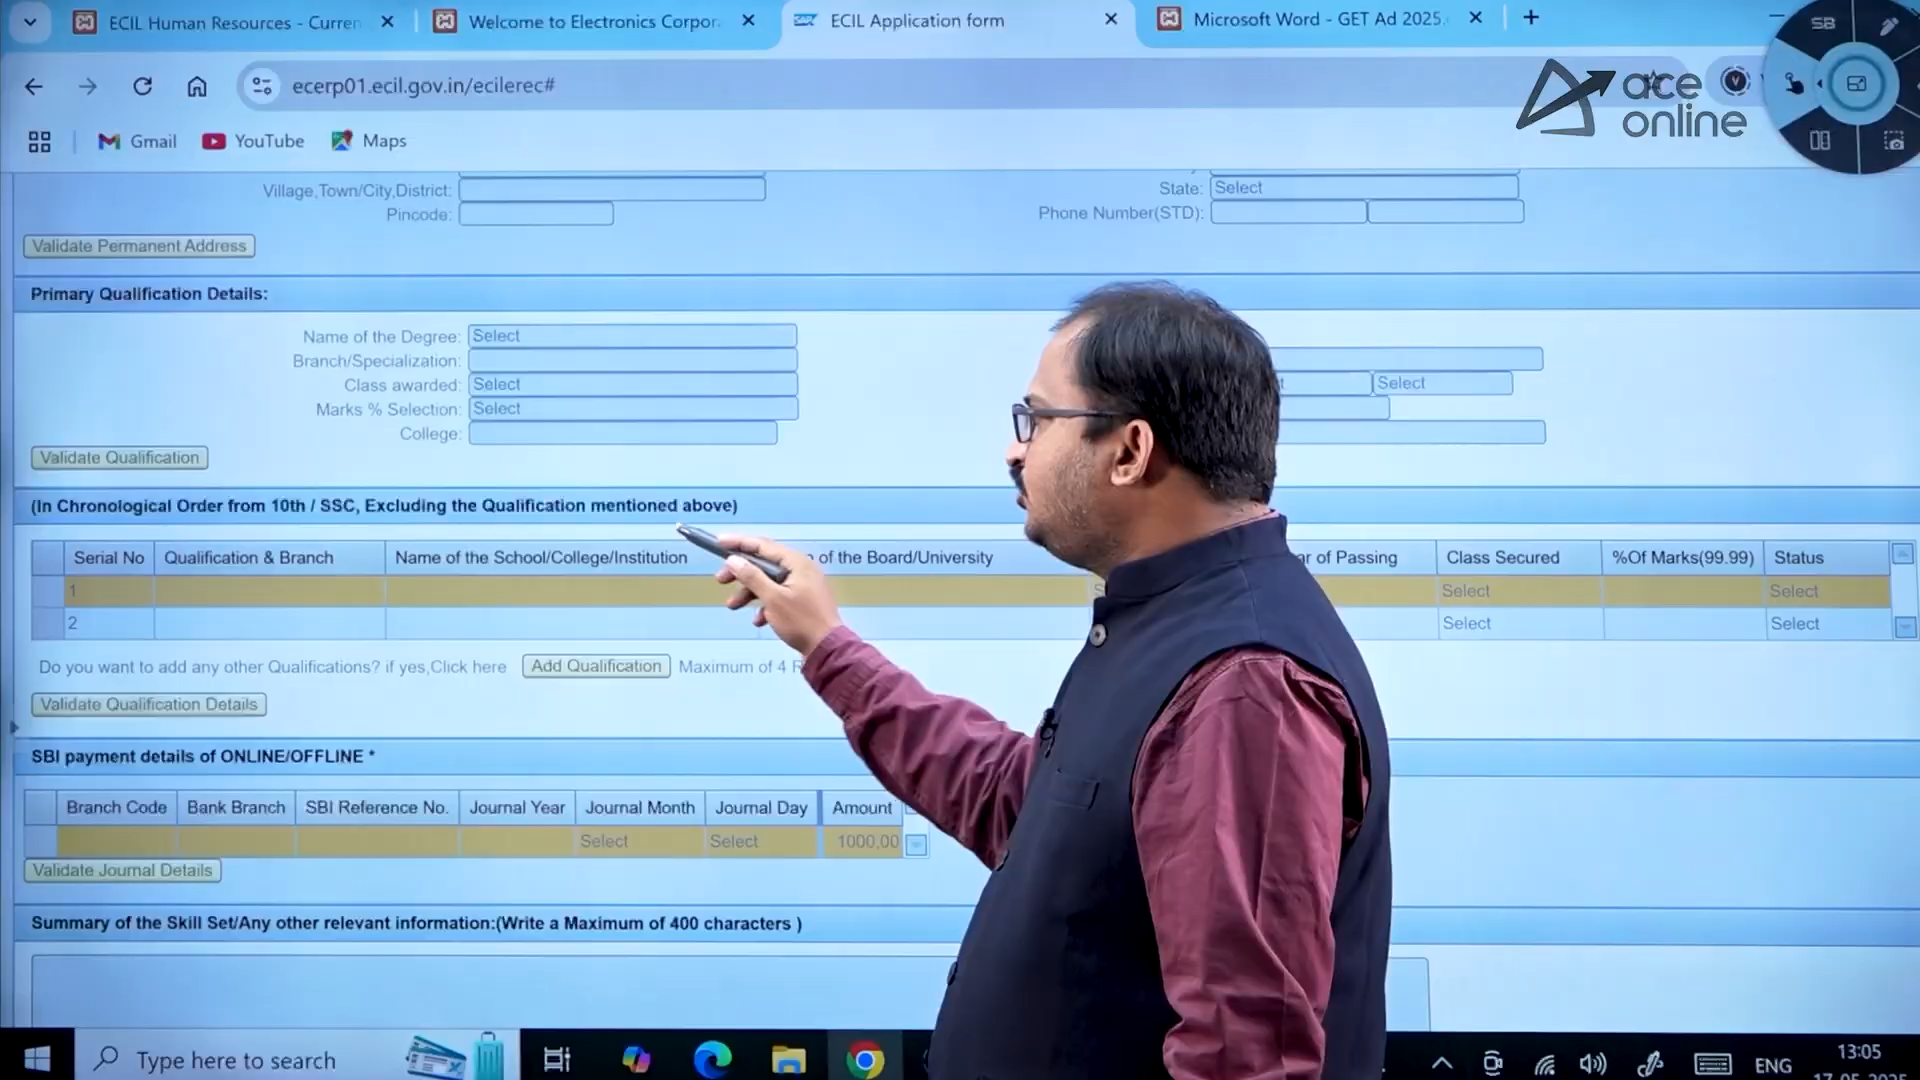 ECIL Human Resources - Curren
Welcome to Electronics Corpor
ECIL Application form
Microsoft Word - GET Ad 2025.
SB
ecerp01.ecil.gov.in/ecilerec#
ace
online
Gmail
YouTube
Maps
Village,Town/City,District:
State:
Select
Pincode:
Phone Number(STD):
Validate Permanent Address
Primary Qualification Details:
Name of the Degree:
Select
Branch/Specialization:
Class awarded:
Select
Select
Marks % Selection:
Select
College:
Validate Qualification
(In Chronological Order from 10th / SSC, Excluding the Qualification mentioned above)
Serial No
Qualification & Branch
Name of the School/College/Institution
of the Board/University
of Passing
Class Secured
%Of Marks(99.99)
Status
1
Select
Select
2
Select
Select
Do you want to add any other Qualifications? if yes,Click here
Add Qualification
Maximum of 4
Validate Qualification Details
SBI payment details of ONLINE/OFFLINE *
Branch Code
Bank Branch
SBI Reference No.
Journal Year
Journal Month
Journal Day
Amount
Select
Select
1000,00
Validate Journal Details
Summary of the Skill Set/Any other relevant information:(Write a Maximum of 400 characters )
Type here to search
ENG
13:05
17-05-2025